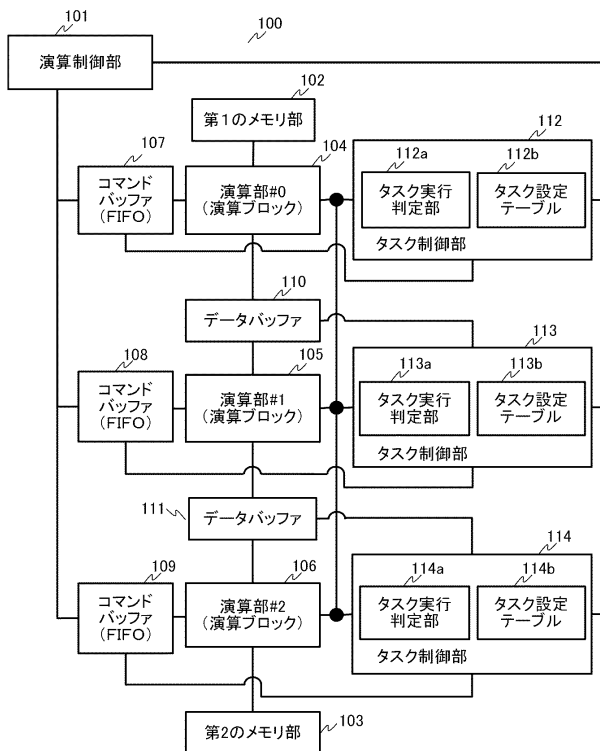 101
100
演算制御部
102
第1のメモリ部
107
104
112
コマンド
バッファ
(FIFO)
演算部#0
(演算ブロック)
112a
タスク実行
判定部
112b
タスク設定
テーブル
タスク制御部
110
データバッファ
108
105
113
コマンド
バッファ
(FIFO)
演算部#1
(演算ブロック)
113a
タスク実行
判定部
113b
タスク設定
テーブル
タスク制御部
111
データバッファ
109
106
114
コマンド
バッファ
(FIFO)
演算部#2
(演算ブロック)
114a
タスク実行
判定部
114b
タスク設定
テーブル
タスク制御部
第2のメモリ部
103